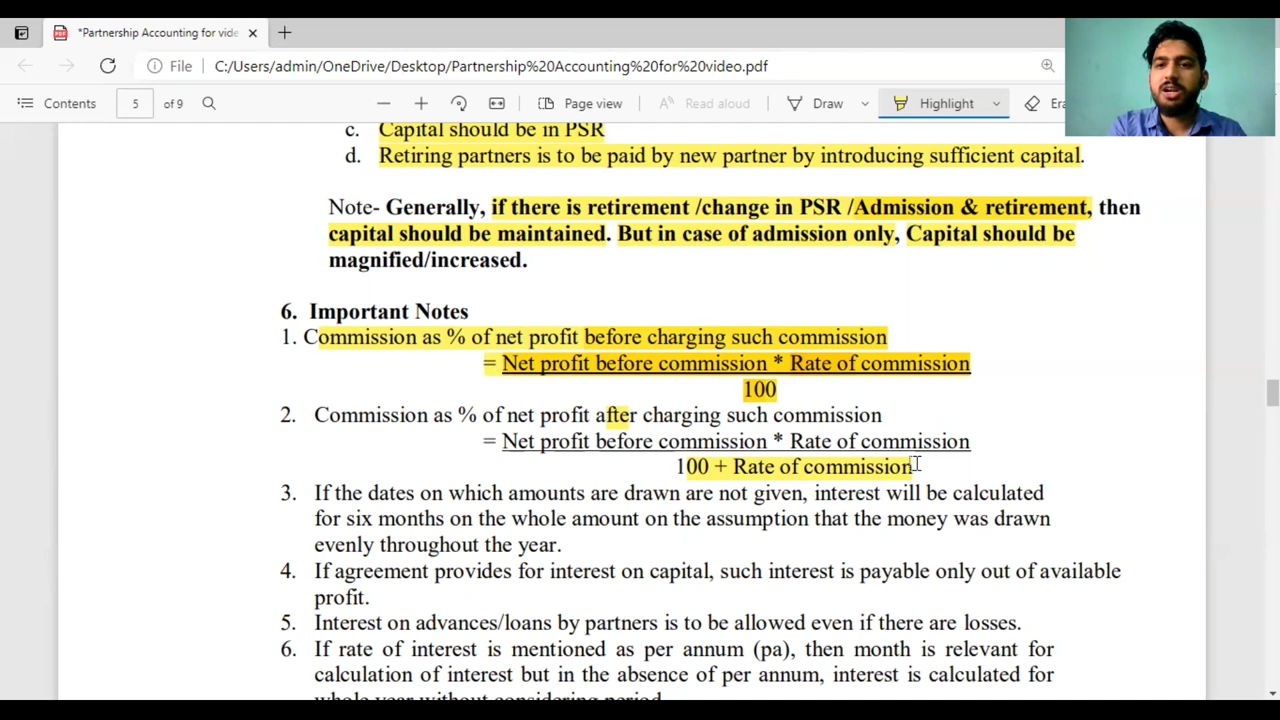 *Partnership Accounting for vide
File
C:/Users/admin/OneDrive/Desktop/Partnership%20Accounting%20for%20video.pdf
Contents 5 of 9 Page view Read aloud Draw Highlight Era
c. Capital should be in PSR
d. Retiring partners is to be paid by new partner by introducing sufficient capital.
Note- Generally, if there is retirement /change in PSR /Admission & retirement, then
capital should be maintained. But in case of admission only, Capital should be
magnified/increased.
6. Important Notes
1. Commission as % of net profit before charging such commission
= Net profit before commission * Rate of commission
100
2. Commission as % of net profit after charging such commission
= Net profit before commission * Rate of commission
100 + Rate of commission
3. If the dates on which amounts are drawn are not given, interest will be calculated
for six months on the whole amount on the assumption that the money was drawn
evenly throughout the year.
4. If agreement provides for interest on capital, such interest is payable only out of available
profit.
5. Interest on advances/loans by partners is to be allowed even if there are losses.
6. If rate of interest is mentioned as per annum (pa), then month is relevant for
calculation of interest but in the absence of per annum, interest is calculated for
whole year without considering period.